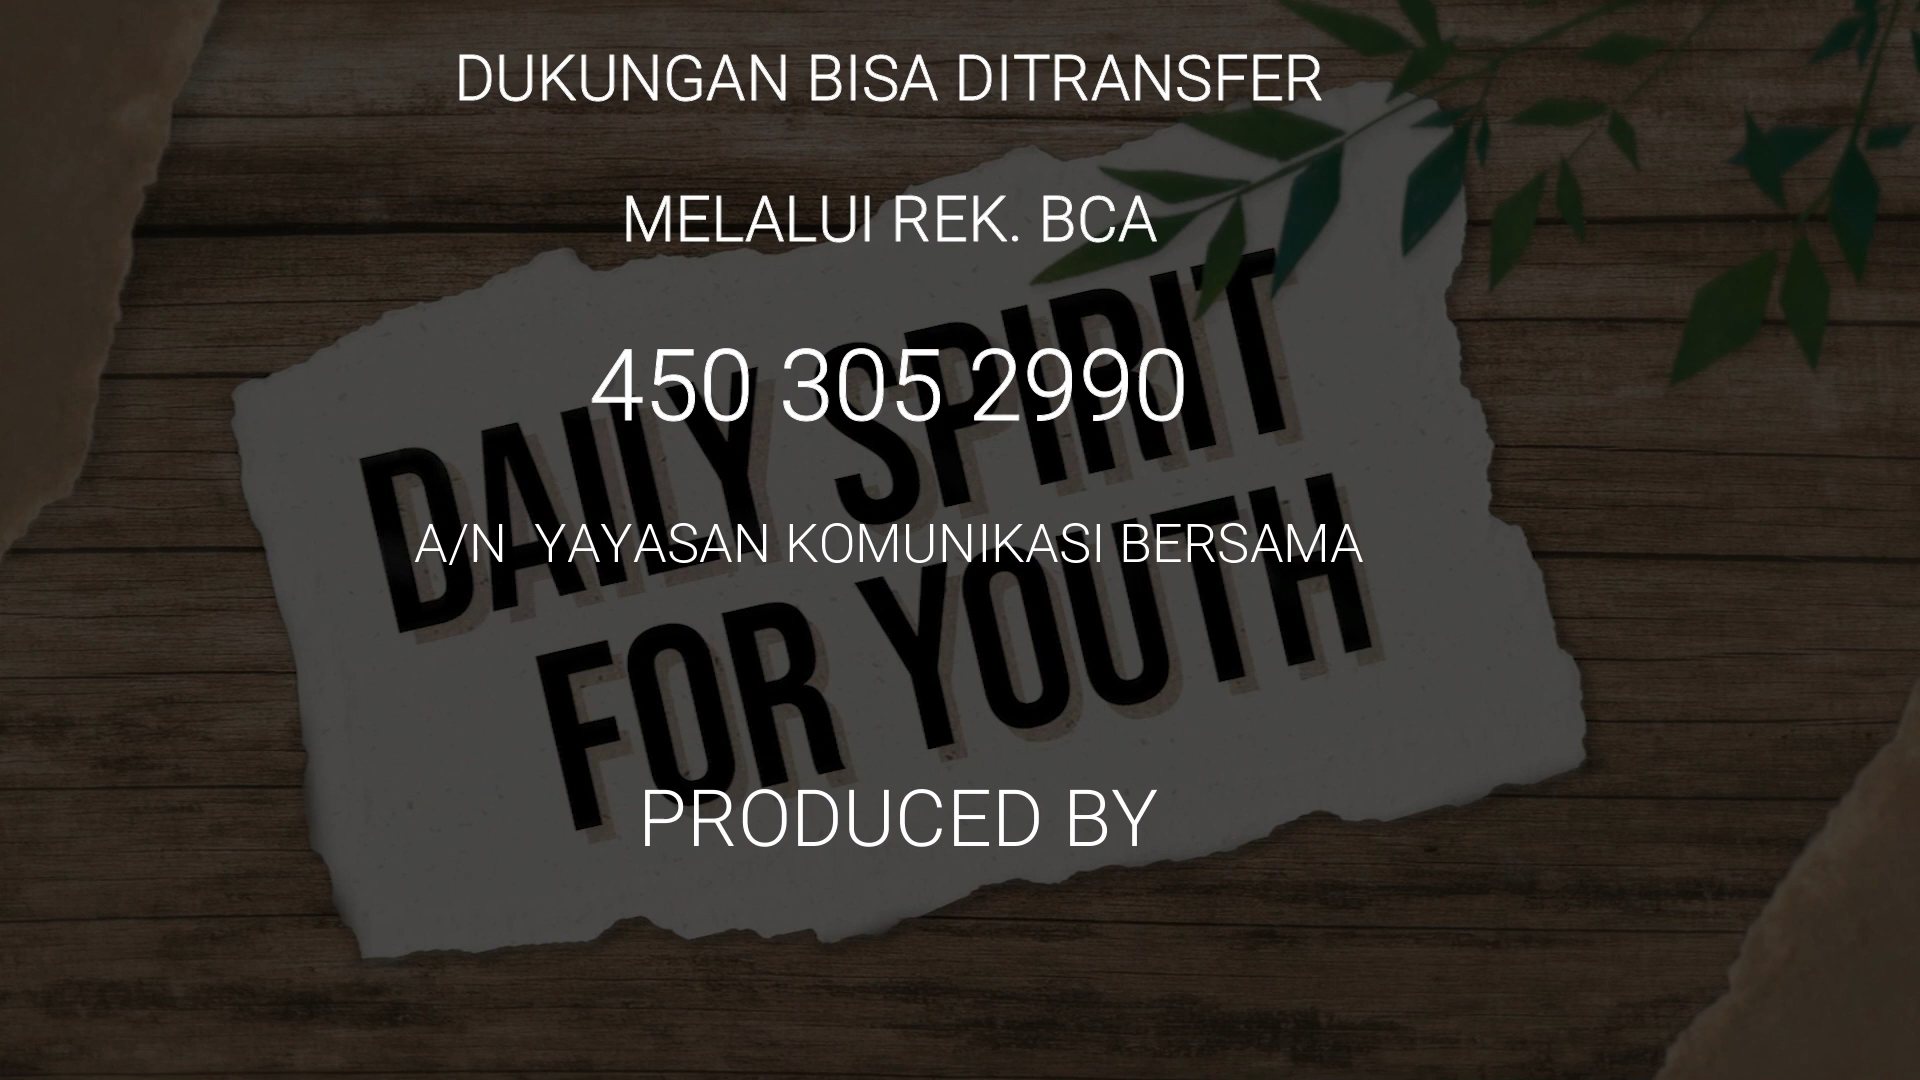 DUKUNGAN BISA DITRANSFER
MELALUI REK. BCA
450 305 2990
A/N YAYASAN KOMUNIKASI BERSAMA
PRODUCED BY
DAILY SPIRIT
FOR YOUTH